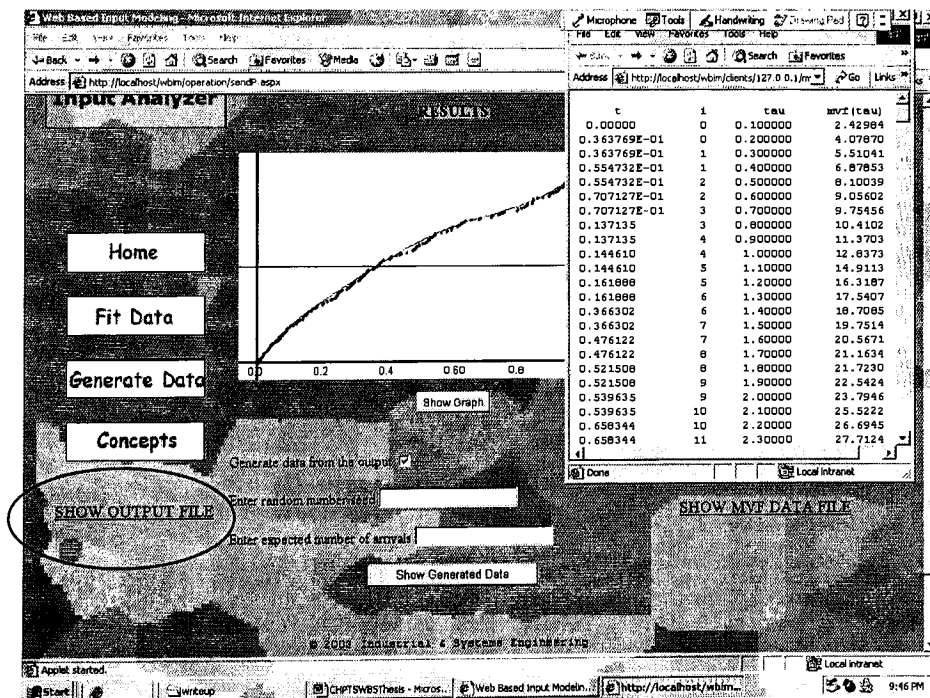 Web Based Input Modeling - Microsoft Internet Explorer
File Edit View Favorites Tools Help
Back Search Favorites Media
Address http://localhost/wbim/operation/sendP.aspx
Input Analyzer
RESULTS
Home
Fit Data
Generate Data
Concepts
SHOW OUTPUT FILE
0.0 0.2 0.4 0.6 0.8
Show Graph
Generate data from the output
Enter random number seed
Enter expected number of arrivals
Show Generated Data
SHOW MVF DATA FILE
© 2003 Industrial & Systems Engineering
Microphone Tools Handwriting Drawing Pad
File Edit View Favorites Tools Help
Back Search Favorites
Address http://localhost/wbim/clients/127.0.0.1/m Go Links
t i tau mvf(tau)
0.00000 0 0.100000 2.42984
0.363769E-01 0 0.200000 4.07870
0.363769E-01 1 0.300000 5.51041
0.554732E-01 1 0.400000 6.87853
0.554732E-01 2 0.500000 8.10039
0.707127E-01 2 0.600000 9.05602
0.707127E-01 3 0.700000 9.75456
0.137135 3 0.800000 10.4102
0.137135 4 0.900000 11.3703
0.144610 4 1.00000 12.8373
0.144610 5 1.10000 14.9113
0.161888 5 1.20000 16.3187
0.161888 6 1.30000 17.5407
0.366302 6 1.40000 18.7085
0.366302 7 1.50000 19.7514
0.476122 7 1.60000 20.5671
0.476122 8 1.70000 21.1634
0.521508 8 1.80000 21.7230
0.521508 9 1.90000 22.5424
0.539635 9 2.00000 23.7946
0.539635 10 2.10000 25.5222
0.658344 10 2.20000 26.6945
0.658344 11 2.30000 27.7124
Done Local intranet
Applet started. Local intranet
Start writeup CHPTSWBSThesis - Micros... Web Based Input Modelin... http://localhost/wbim... 9:46 PM